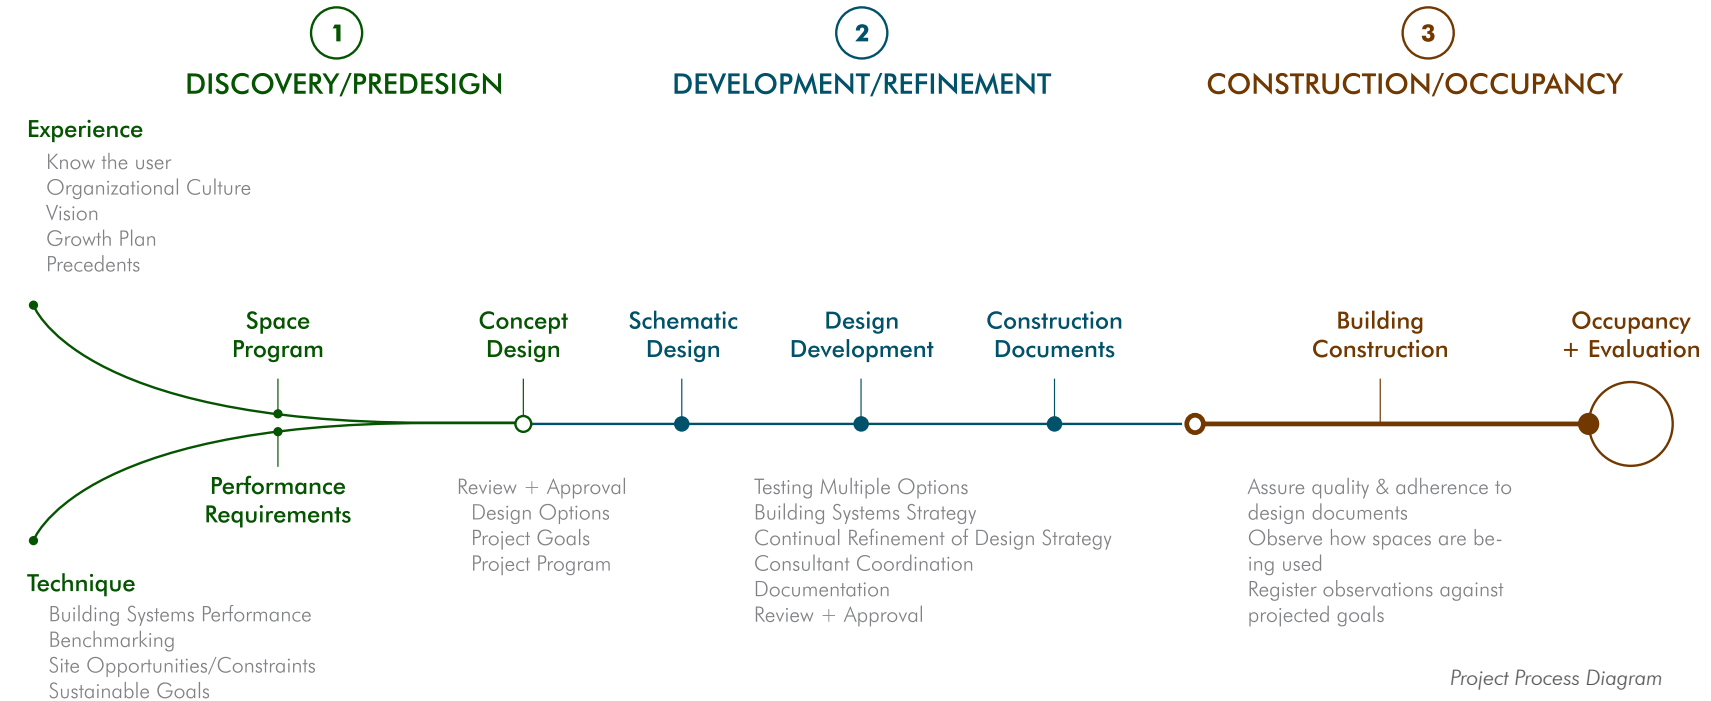 1
DISCOVERY/PREDESIGN
2
DEVELOPMENT/REFINEMENT
3
CONSTRUCTION/OCCUPANCY
Experience
Know the user
Organizational Culture
Vision
Growth Plan
Precedents
Space
Program
Concept
Design
Schematic
Design
Design
Development
Construction
Documents
Building
Construction
Occupancy
+ Evaluation
Performance
Requirements
Technique
Building Systems Performance
Benchmarking
Site Opportunities/Constraints
Sustainable Goals
Review + Approval
Design Options
Project Goals
Project Program
Testing Multiple Options
Building Systems Strategy
Continual Refinement of Design Strategy
Consultant Coordination
Documentation
Review + Approval
Assure quality & adherence to
design documents
Observe how spaces are be-
ing used
Register observations against
projected goals
Project Process Diagram